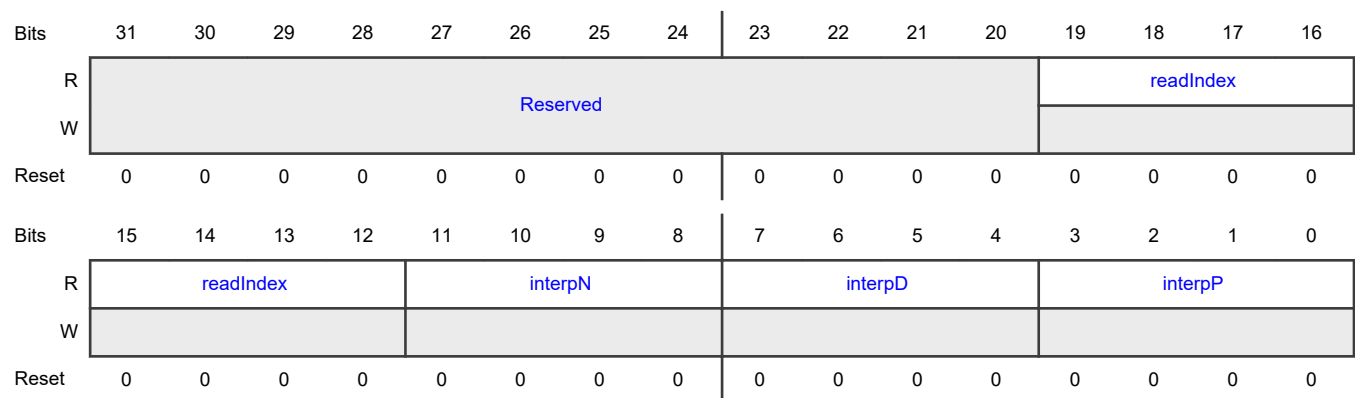 Bits 31 30 29 28 27 26 25 24 23 22 21 20 19 18 17 16
R Reserved readIndex
W
Reset 0 0 0 0 0 0 0 0 0 0 0 0 0 0 0 0
Bits 15 14 13 12 11 10 9 8 7 6 5 4 3 2 1 0
R readIndex interpN interpD interpP
W
Reset 0 0 0 0 0 0 0 0 0 0 0 0 0 0 0 0